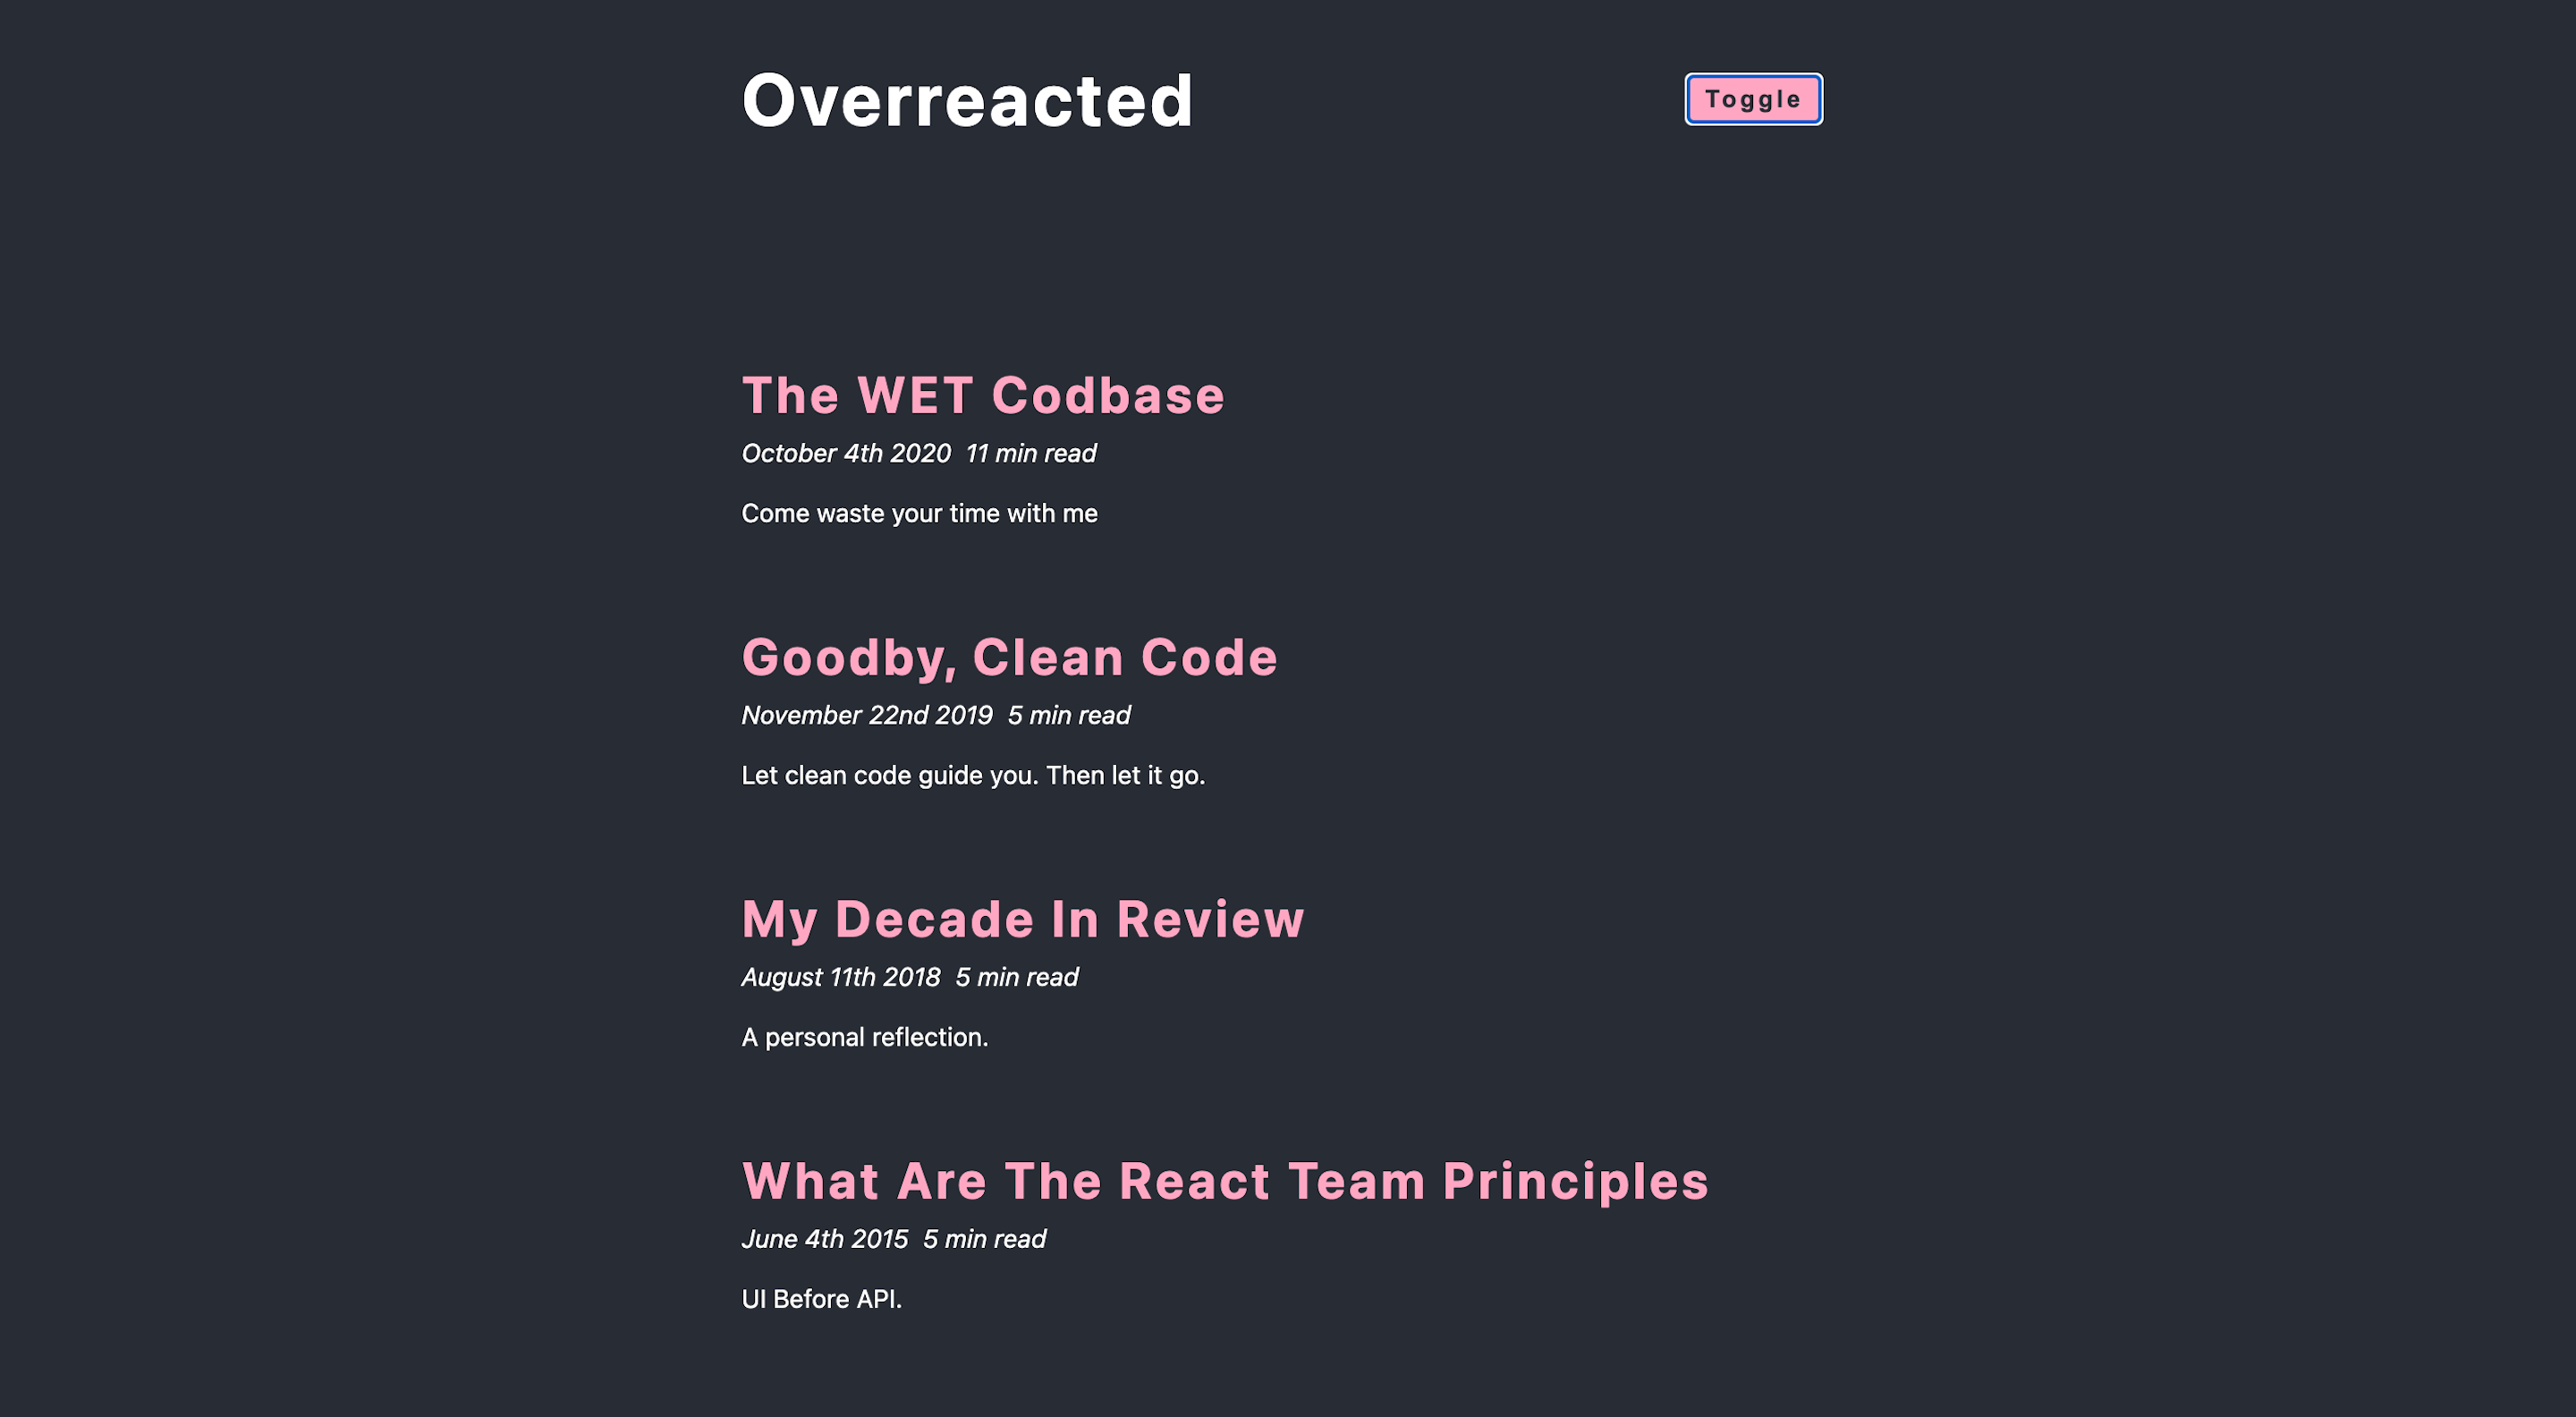 Overreacted
Toggle
The WET Codbase
October 4th 2020 11 min read
Come waste your time with me
Goodby, Clean Code
November 22nd 2019 5 min read
Let clean code guide you. Then let it go.
My Decade In Review
August 11th 2018 5 min read
A personal reflection.
What Are The React Team Principles
June 4th 2015 5 min read
UI Before API.